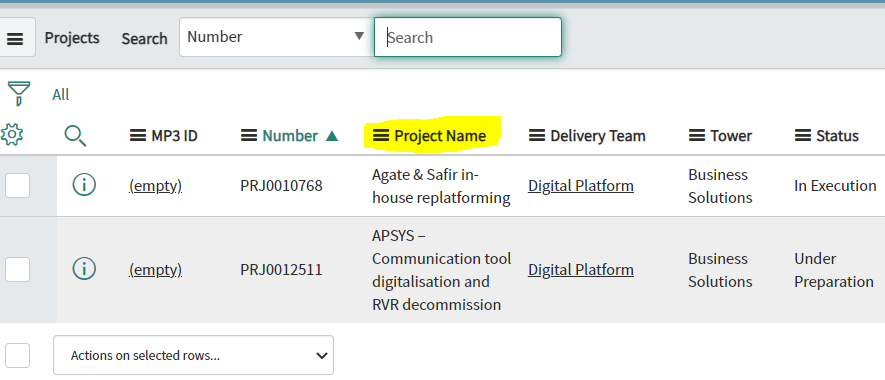 Projects Search Number Search
All
MP3 ID Number Project Name Delivery Team Tower Status
(empty) PRJ0010768 Agate & Safir in- Digital Platform Business In Execution
house replatforming Solutions
(empty) PRJ0012511 APSYS – Digital Platform Business Under
Communication tool Solutions Preparation
digitalisation and
RVR decommission
Actions on selected rows...